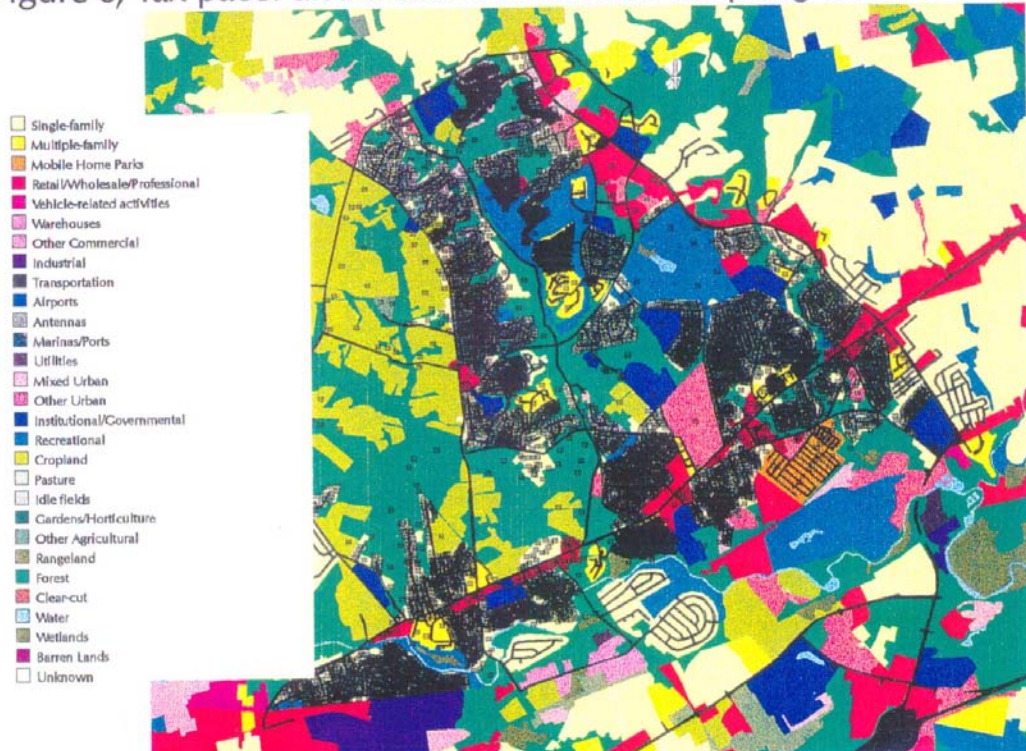 Single-family
Multiple-family
Mobile Home Parks
Retail/Wholesale/Professional
Vehicle-related activities
Warehouses
Other Commercial
Industrial
Transportation
Airports
Antennas
Marinas/Ports
Utilities
Mixed Urban
Other Urban
Institutional/Governmental
Recreational
Cropland
Pasture
Idle fields
Gardens/Horticulture
Other Agricultural
Rangeland
Forest
Clear-cut
Water
Wetlands
Barren Lands
Unknown